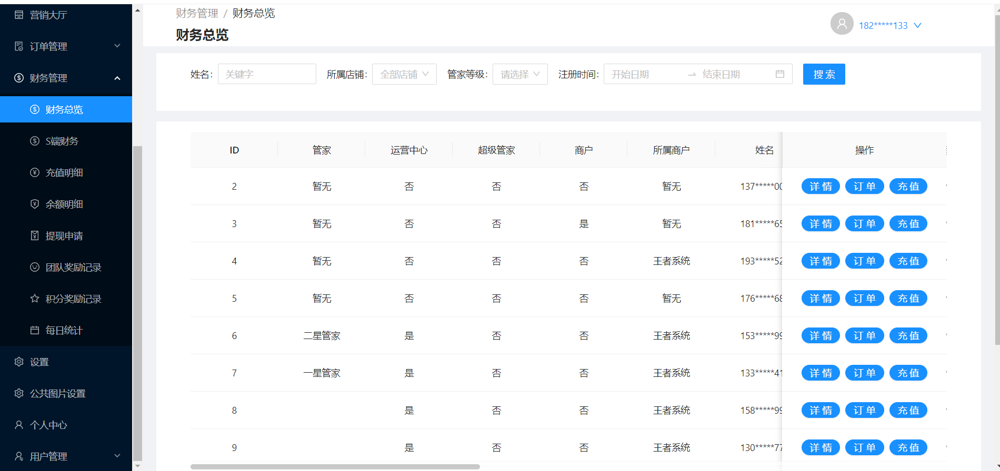 营销大厅
订单管理
财务管理
财务总览
S端财务
充值明细
余额明细
提现申请
团队奖励记录
积分奖励记录
每日统计
设置
公共图片设置
个人中心
用户管理
财务管理 / 财务总览
财务总览
182*****133
姓名: 关键字 所属店铺: 全部店铺 管家等级: 请选择 注册时间: 开始日期 → 结束日期 搜 索
ID 管家 运营中心 超级管家 商户 所属商户 姓名 操作
2 暂无 否 否 否 暂无 137*****00 详 情 订 单 充 值
3 暂无 否 否 是 暂无 181*****65 详 情 订 单 充 值
4 暂无 否 否 否 王者系统 193*****52 详 情 订 单 充 值
5 暂无 否 否 否 暂无 176*****68 详 情 订 单 充 值
6 二星管家 是 否 否 王者系统 153*****99 详 情 订 单 充 值
7 一星管家 是 否 否 王者系统 133*****41 详 情 订 单 充 值
8 是 否 否 王者系统 158*****99 详 情 订 单 充 值
9 是 否 否 王者系统 130*****77 详 情 订 单 充 值